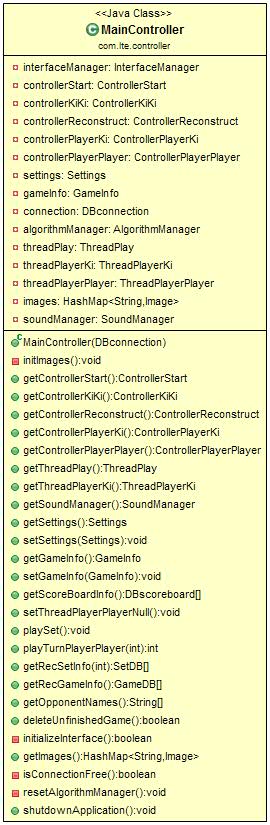 <<Java Class>>
MainController
com.lte.controller
interfaceManager: InterfaceManager
controllerStart: ControllerStart
controllerKiKi: ControllerKiKi
controllerReconstruct: ControllerReconstruct
controllerPlayerKi: ControllerPlayerKi
controllerPlayerPlayer: ControllerPlayerPlayer
settings: Settings
gameInfo: GameInfo
connection: DBconnection
algorithmManager: AlgorithmManager
threadPlay: ThreadPlay
threadPlayerKi: ThreadPlayerKi
threadPlayerPlayer: ThreadPlayerPlayer
images: HashMap<String,Image>
soundManager: SoundManager
MainController(DBconnection)
initImages():void
getControllerStart():ControllerStart
getControllerKiKi():ControllerKiKi
getControllerReconstruct():ControllerReconstruct
getControllerPlayerKi():ControllerPlayerKi
getControllerPlayerPlayer():ControllerPlayerPlayer
getThreadPlay():ThreadPlay
getThreadPlayerKi():ThreadPlayerKi
getSoundManager():SoundManager
getSettings():Settings
setSettings(Settings):void
getGameInfo():GameInfo
setGameInfo(GameInfo):void
getScoreBoardInfo():DBscoreboard[]
setThreadPlayerPlayerNull():void
playSet():void
playTurnPlayerPlayer(int):int
getRecSetInfo(int):SetDB[]
getRecGameInfo():GameDB[]
getOpponentNames():String[]
deleteUnfinishedGame():boolean
initializeInterface():boolean
getImages():HashMap<String,Image>
isConnectionFree():boolean
resetAlgorithmManager():void
shutdownApplication():void